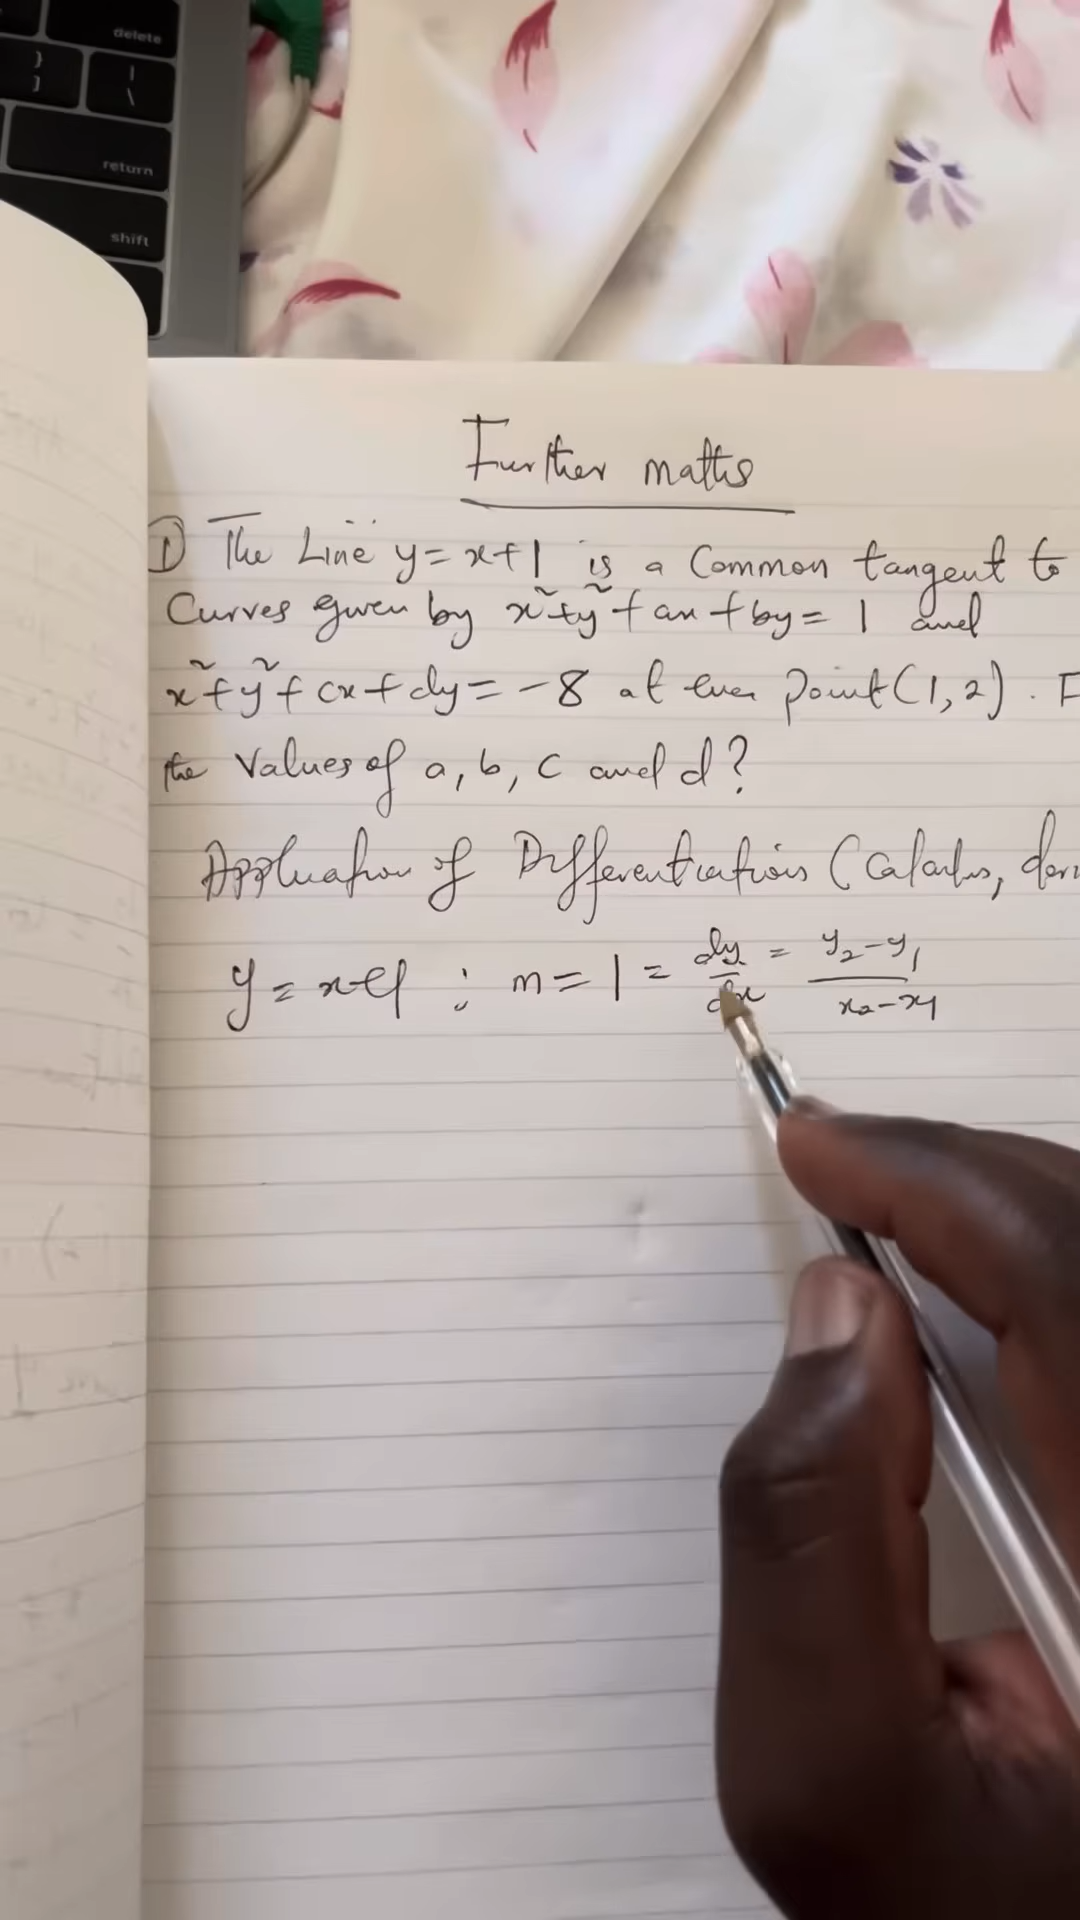 delete
}
]
|
\
return
shift
Further maths
1) The Line y = x+1 is a Common tangent to
Curves given by x²+y²+ax+by = 1 and
x²+y²+cx+dy = -8 at point (1,2). F
the Values of a, b, c and d?
Application of Differentiation (Calculus, deri
y = x+1 ; m = 1 = dy/dx = y₂-y₁/x₂-x₁